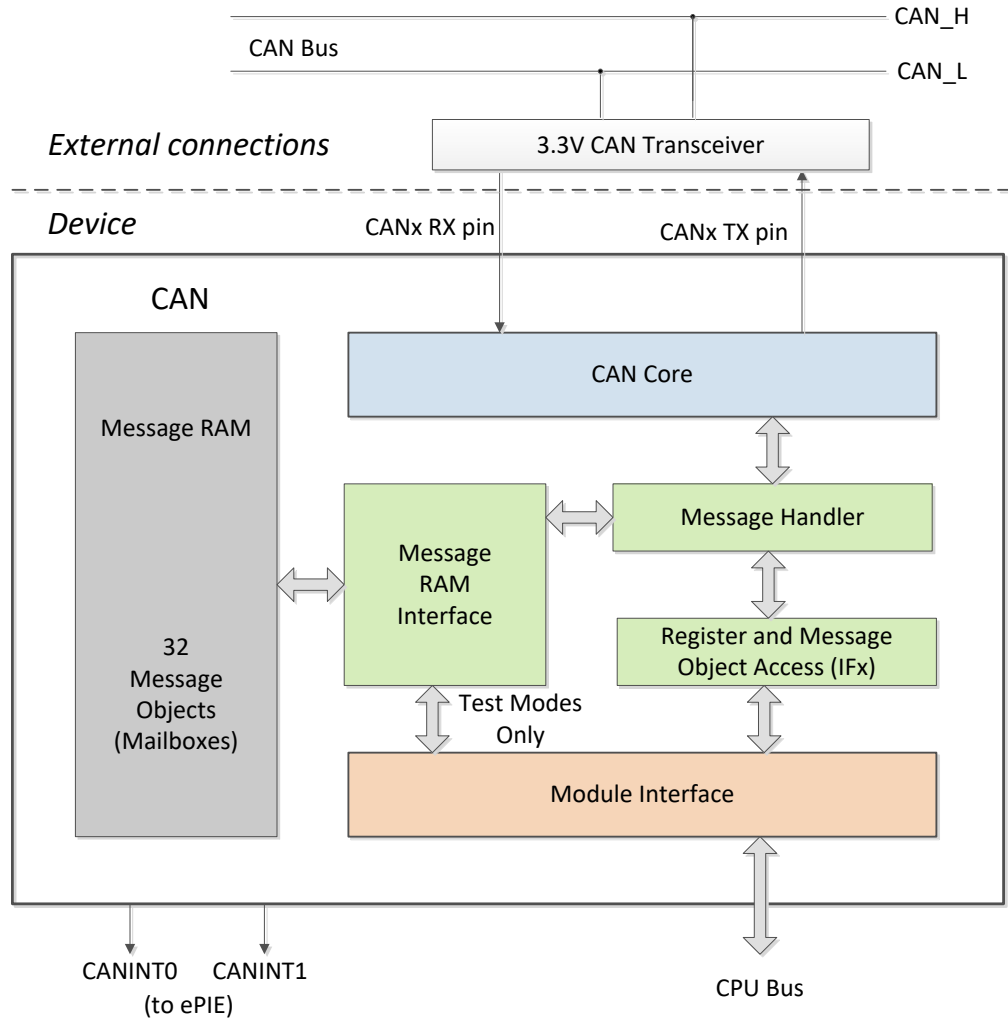 CAN_H
CAN Bus
CAN_L
External connections
3.3V CAN Transceiver
Device
CANx RX pin
CANx TX pin
CAN
CAN Core
Message RAM
Message Handler
Message
RAM
Interface
32
Message
Objects
(Mailboxes)
Register and Message
Object Access (IFx)
Test Modes
Only
Module Interface
CANINT0
CANINT1
(to ePIE)
CPU Bus